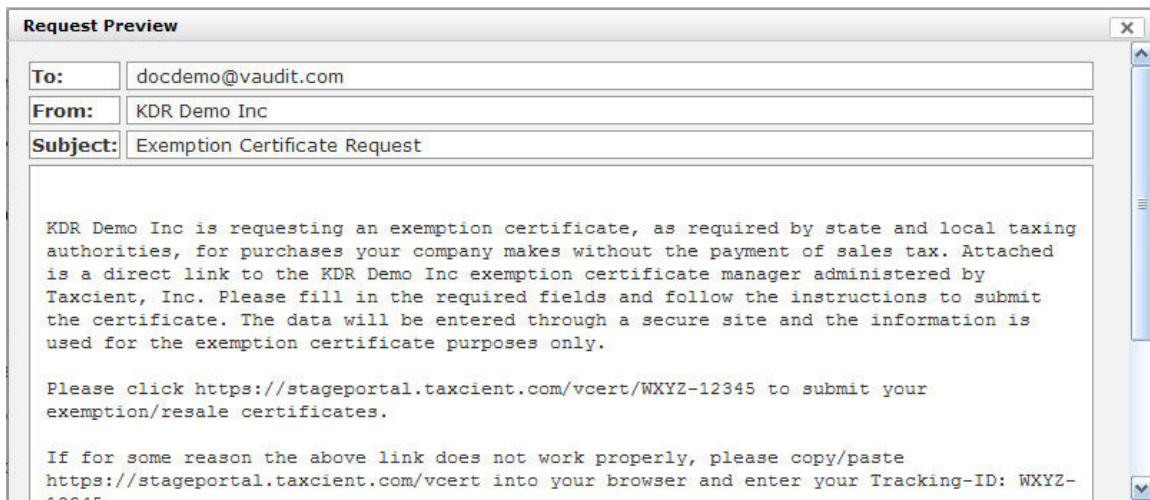 Request Preview
To: docdemo@vaudit.com
From: KDR Demo Inc
Subject: Exemption Certificate Request
KDR Demo Inc is requesting an exemption certificate, as required by state and local taxing
authorities, for purchases your company makes without the payment of sales tax. Attached
is a direct link to the KDR Demo Inc exemption certificate manager administered by
Taxcient, Inc. Please fill in the required fields and follow the instructions to submit
the certificate. The data will be entered through a secure site and the information is
used for the exemption certificate purposes only.
Please click https://stageportal.taxcient.com/vcert/WXYZ-12345 to submit your
exemption/resale certificates.
If for some reason the above link does not work properly, please copy/paste
https://stageportal.taxcient.com/vcert into your browser and enter your Tracking-ID: WXYZ-